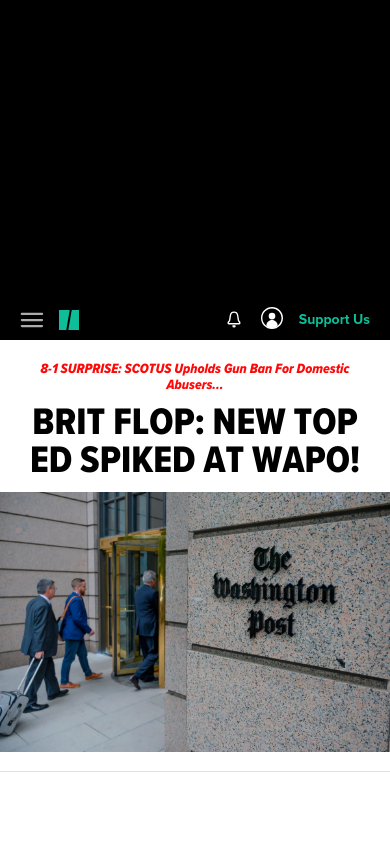 Support Us
8-1 SURPRISE: SCOTUS Upholds Gun Ban For Domestic
Abusers...
BRIT FLOP: NEW TOP
ED SPIKED AT WAPO!
The
Washington
Post